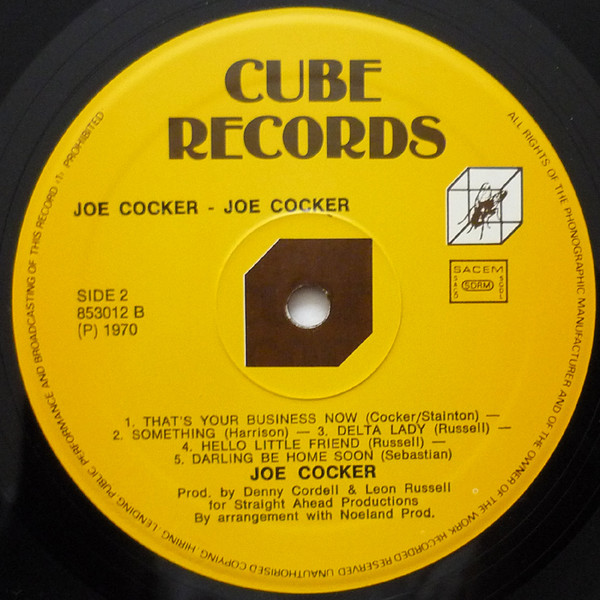 CUBE
RECORDS
JOE COCKER - JOE COCKER
SACEM
SACD
SDRM
SGDL
SIDE 2
853012 B
(P) 1970
1. THAT'S YOUR BUSINESS NOW (Cocker/Stainton) —
2. SOMETHING (Harrison) — 3. DELTA LADY (Russell) —
4. HELLO LITTLE FRIEND (Russell) —
5. DARLING BE HOME SOON (Sebastian)
JOE COCKER
Prod. by Denny Cordell & Leon Russell
for Straight Ahead Productions
By arrangement with Noeland Prod.
ALL RIGHTS OF THE PHONOGRAPHIC MANUFACTURER AND OF THE OWNER OF THE WORK RECORDED RESERVED UNAUTHORISED COPYING HIRING. LENDING PUBLIC PERFORMANCE AND BROADCASTING OF THIS RECORD PROHIBITED